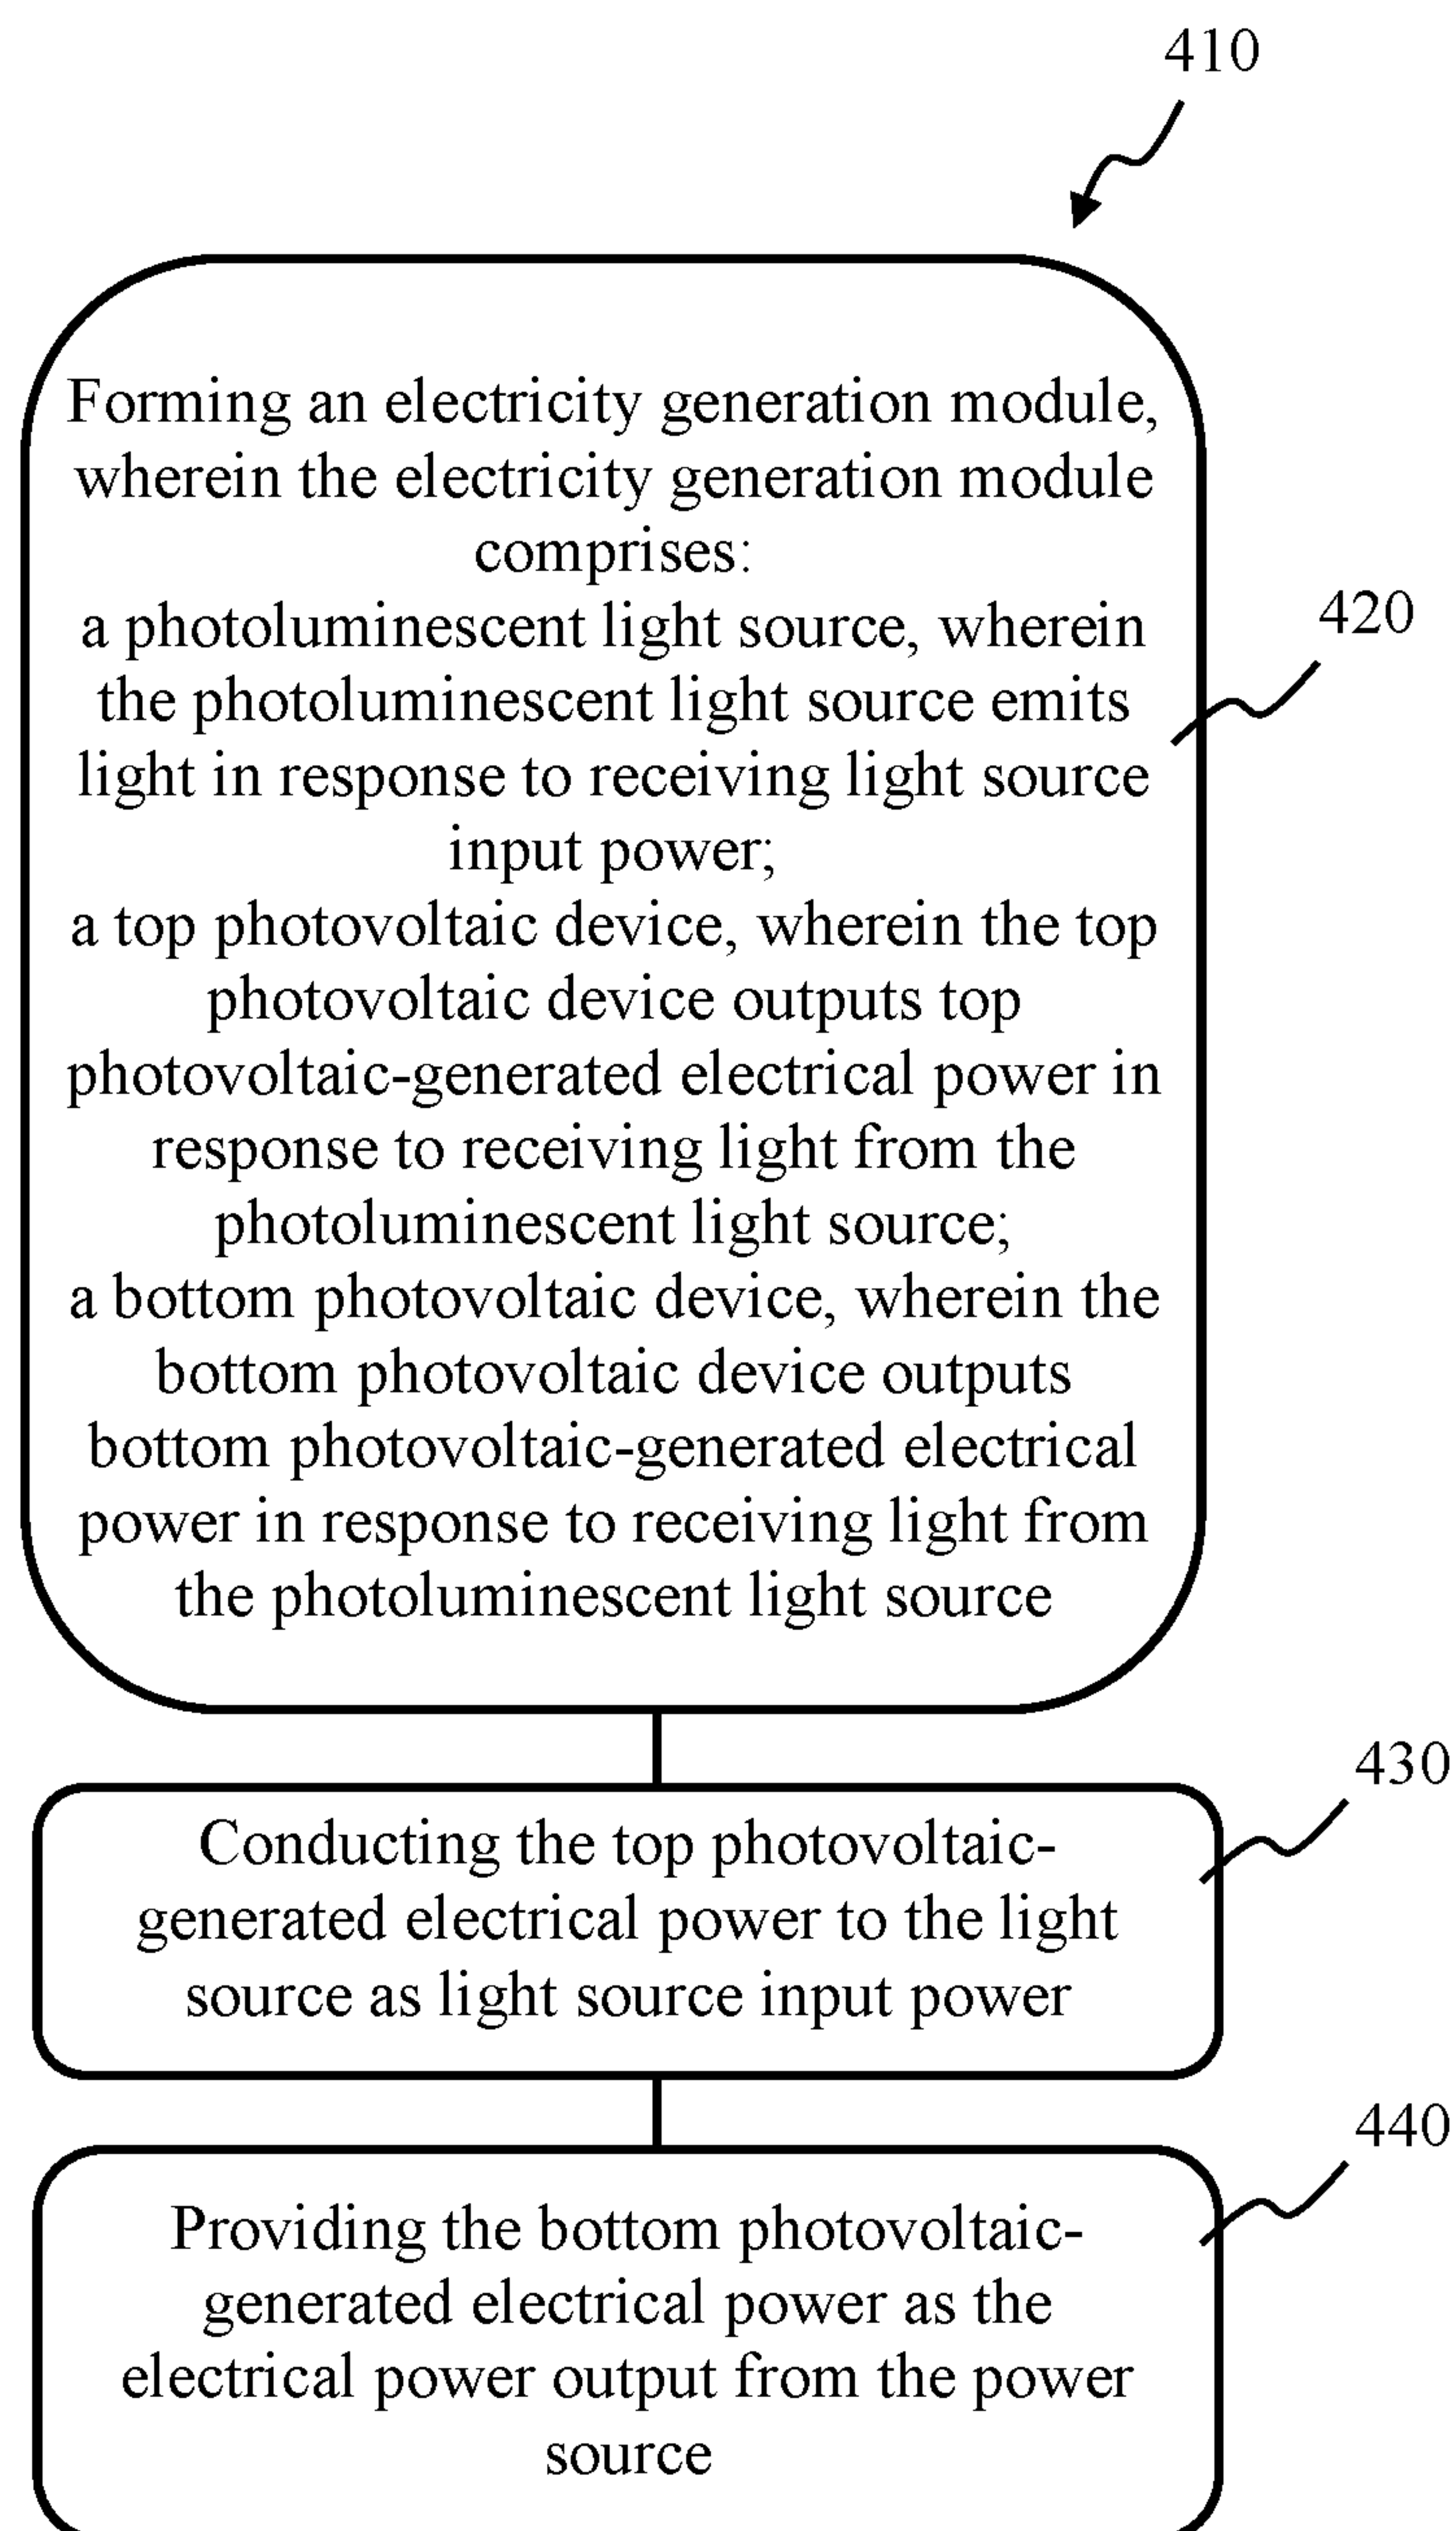 410
Forming an electricity generation module,
wherein the electricity generation module
comprises:
a photoluminescent light source, wherein
the photoluminescent light source emits
light in response to receiving light source
input power;
a top photovoltaic device, wherein the top
photovoltaic device outputs top
photovoltaic-generated electrical power in
response to receiving light from the
photoluminescent light source;
a bottom photovoltaic device, wherein the
bottom photovoltaic device outputs
bottom photovoltaic-generated electrical
power in response to receiving light from
the photoluminescent light source
420
Conducting the top photovoltaic-
generated electrical power to the light
source as light source input power
430
Providing the bottom photovoltaic-
generated electrical power as the
electrical power output from the power
source
440